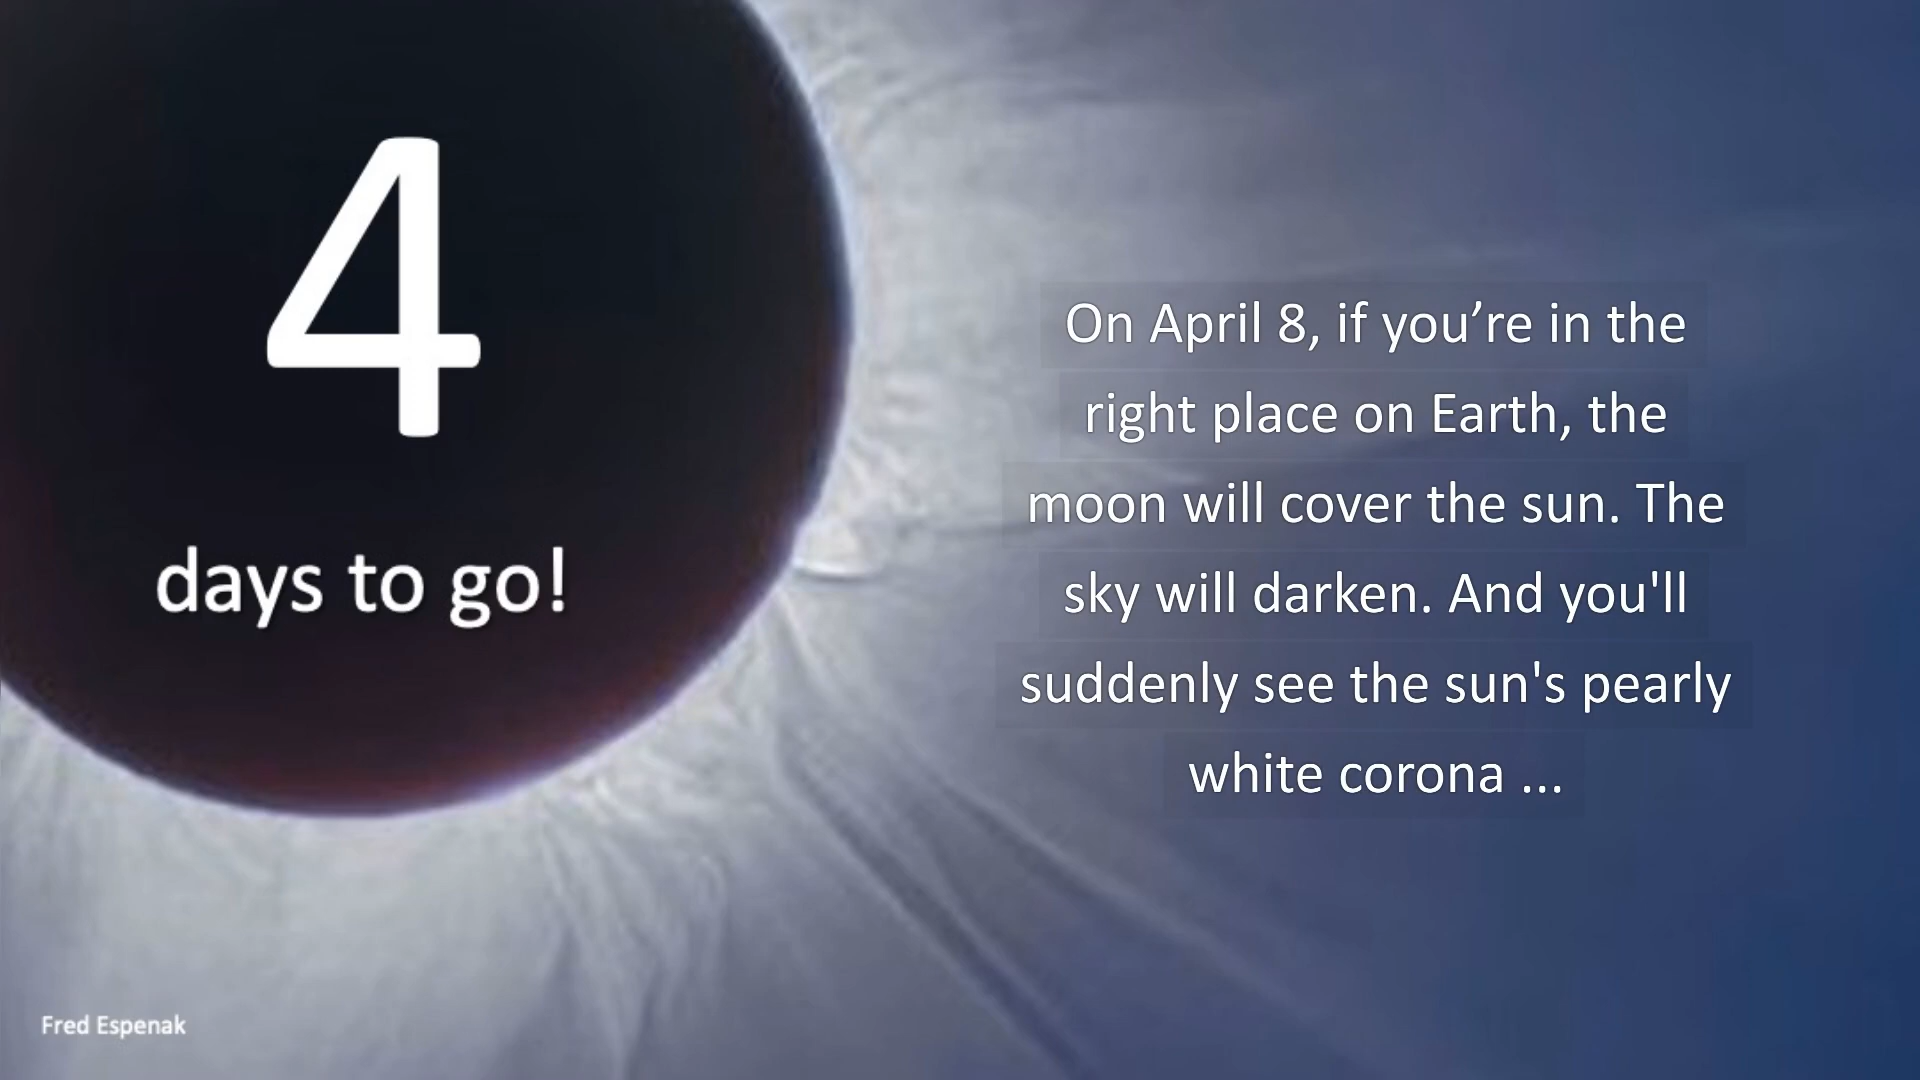 4
days to go!
On April 8, if you’re in the
right place on Earth, the
moon will cover the sun. The
sky will darken. And you'll
suddenly see the sun's pearly
white corona ...
Fred Espenak